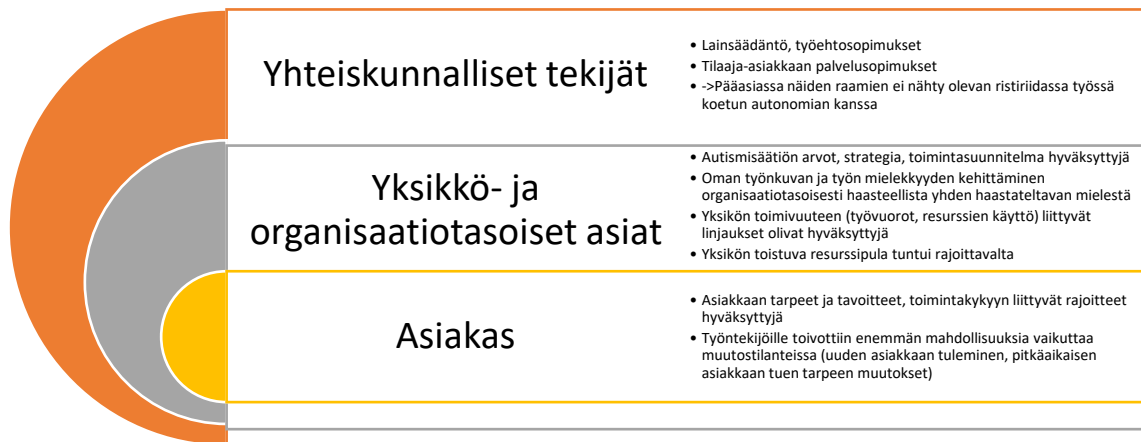 Yhteiskunnalliset tekijät
• Lainsäädäntö, työehtosopimukset
• Tilaaja-asiakkaan palvelusopimukset
• ->Pääasiassa näiden raamien ei nähty olevan ristiriidassa työssä
koetun autonomian kanssa
Yksikkö- ja
organisaatiotasoiset asiat
• Autismisäätiön arvot, strategia, toimintasuunnitelma hyväksyttyjä
• Oman työnkuvan ja työn mielekkyyden kehittäminen
organisaatiotasoisesti haasteellista yhden haastateltavan mielestä
• Yksikön toimivuuteen (työvuorot, resurssien käyttö) liittyvät
linjaukset olivat hyväksyttyjä
• Yksikön toistuva resurssipula tuntui rajoittavalta
Asiakas
• Asiakkaan tarpeet ja tavoitteet, toimintakykyyn liittyvät rajoitteet
hyväksyttyjä
• Työntekijöille toivottiin enemmän mahdollisuuksia vaikuttaa
muutostilanteissa (uuden asiakkaan tuleminen, pitkäaikaisen
asiakkaan tuen tarpeen muutokset)